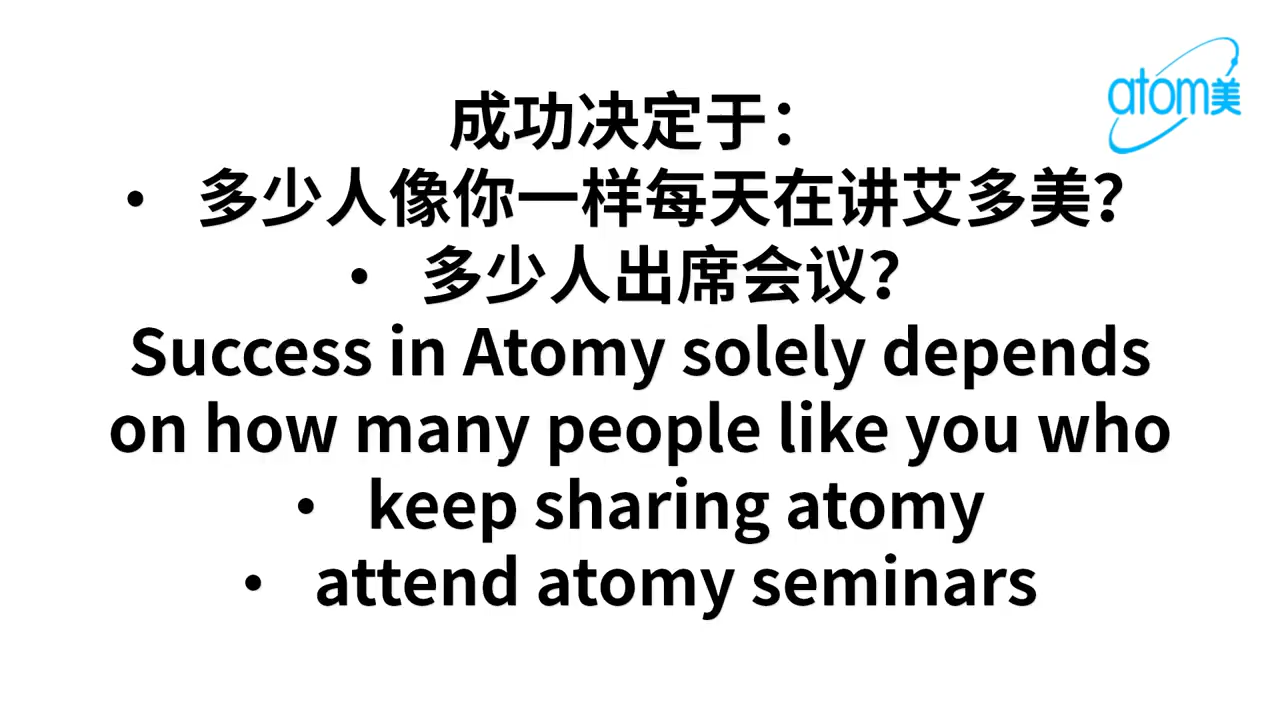 atom美
成功决定于：
• 多少人像你一样每天在讲艾多美？
• 多少人出席会议？
Success in Atomy solely depends
on how many people like you who
• keep sharing atomy
• attend atomy seminars